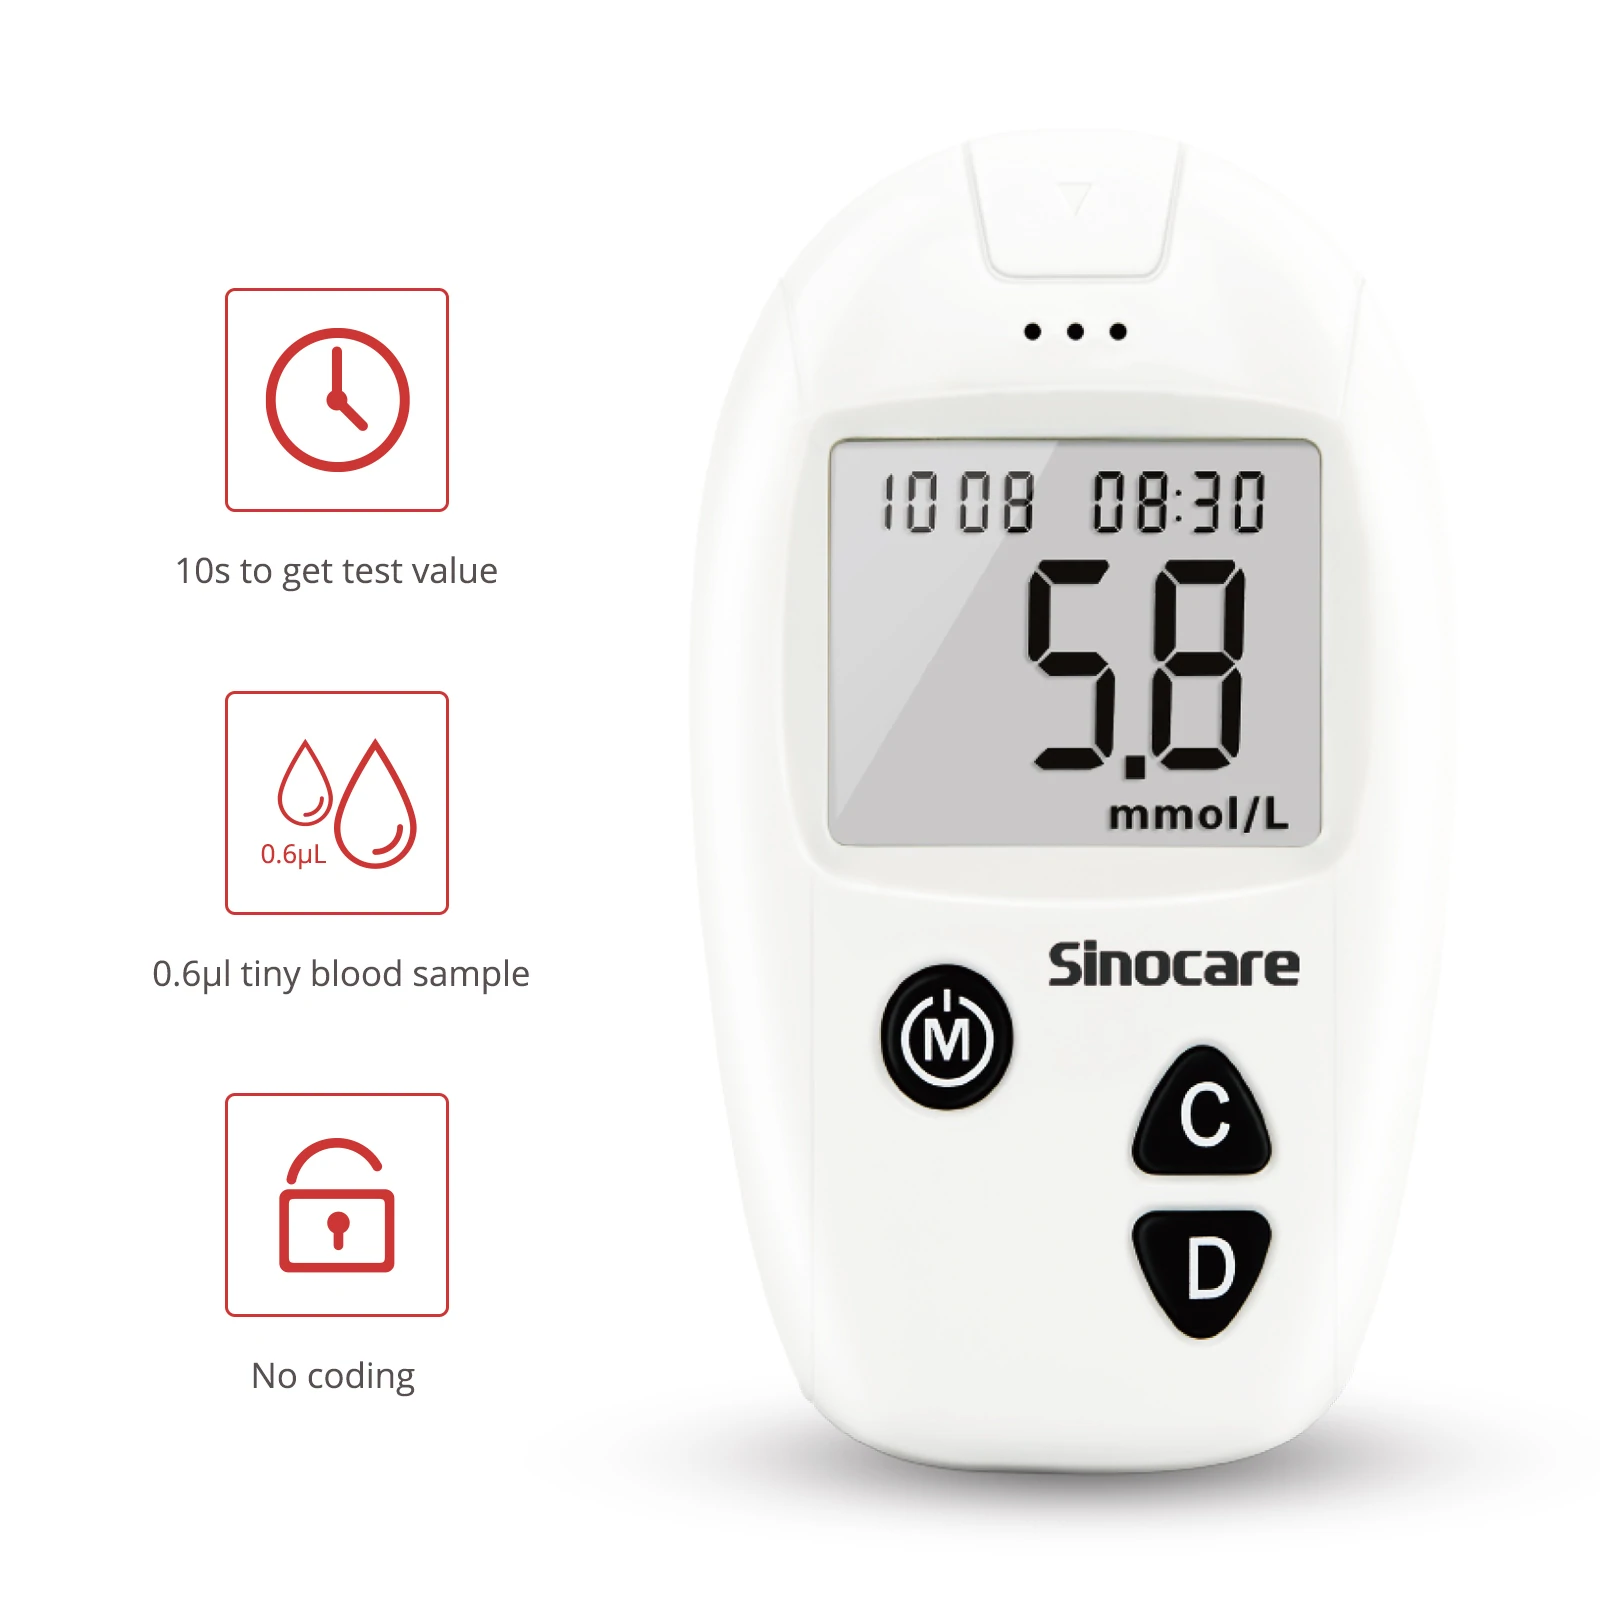 10s to get test value
0.6μL
0.6μl tiny blood sample
No coding
10 08 08:30
5.8
mmol/L
Sinocare
M
C
D